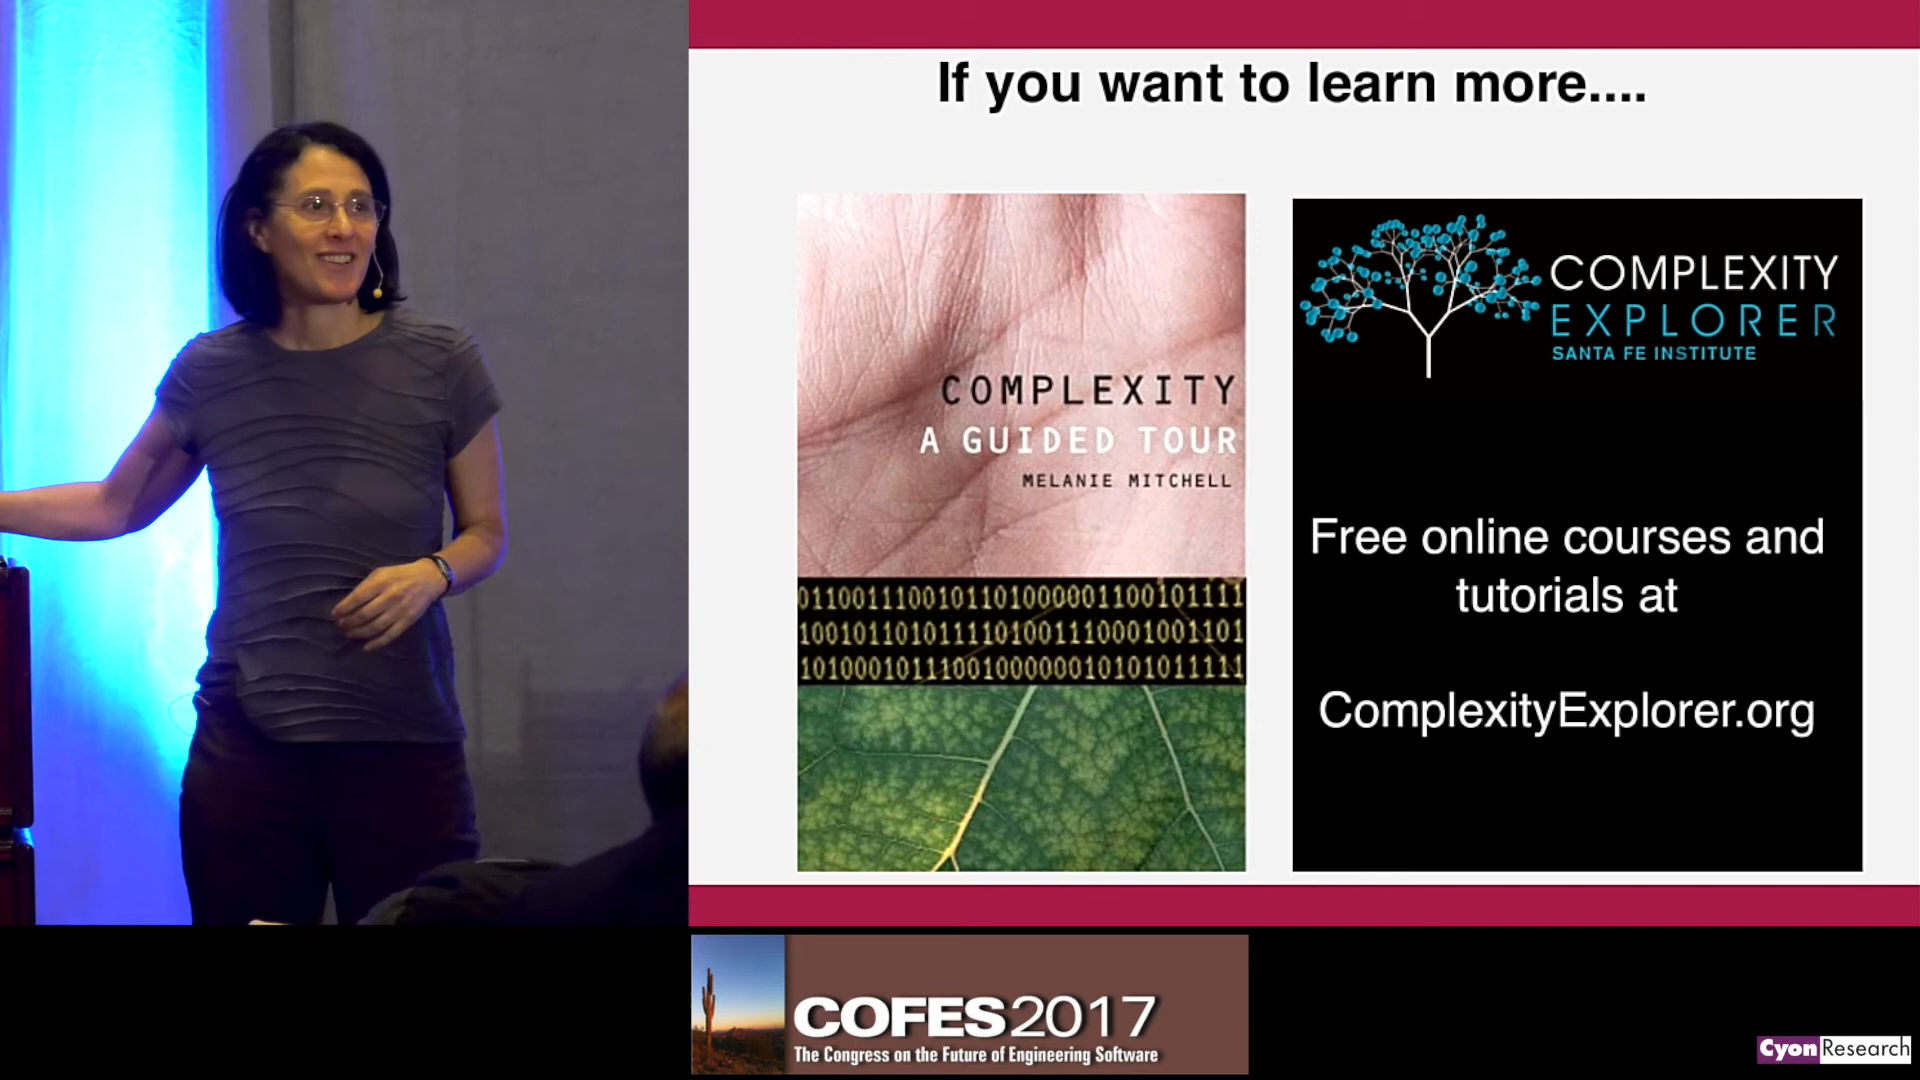 If you want to learn more....
COMPLEXITY
A GUIDED TOUR
MELANIE MITCHELL
0110011100101101000001100101111
1001011010111101001110001001101
1010001011100100000010101011111
COMPLEXITY
EXPLORER
SANTA FE INSTITUTE
Free online courses and
tutorials at
ComplexityExplorer.org
COFES2017
The Congress on the Future of Engineering Software
CyonResearch